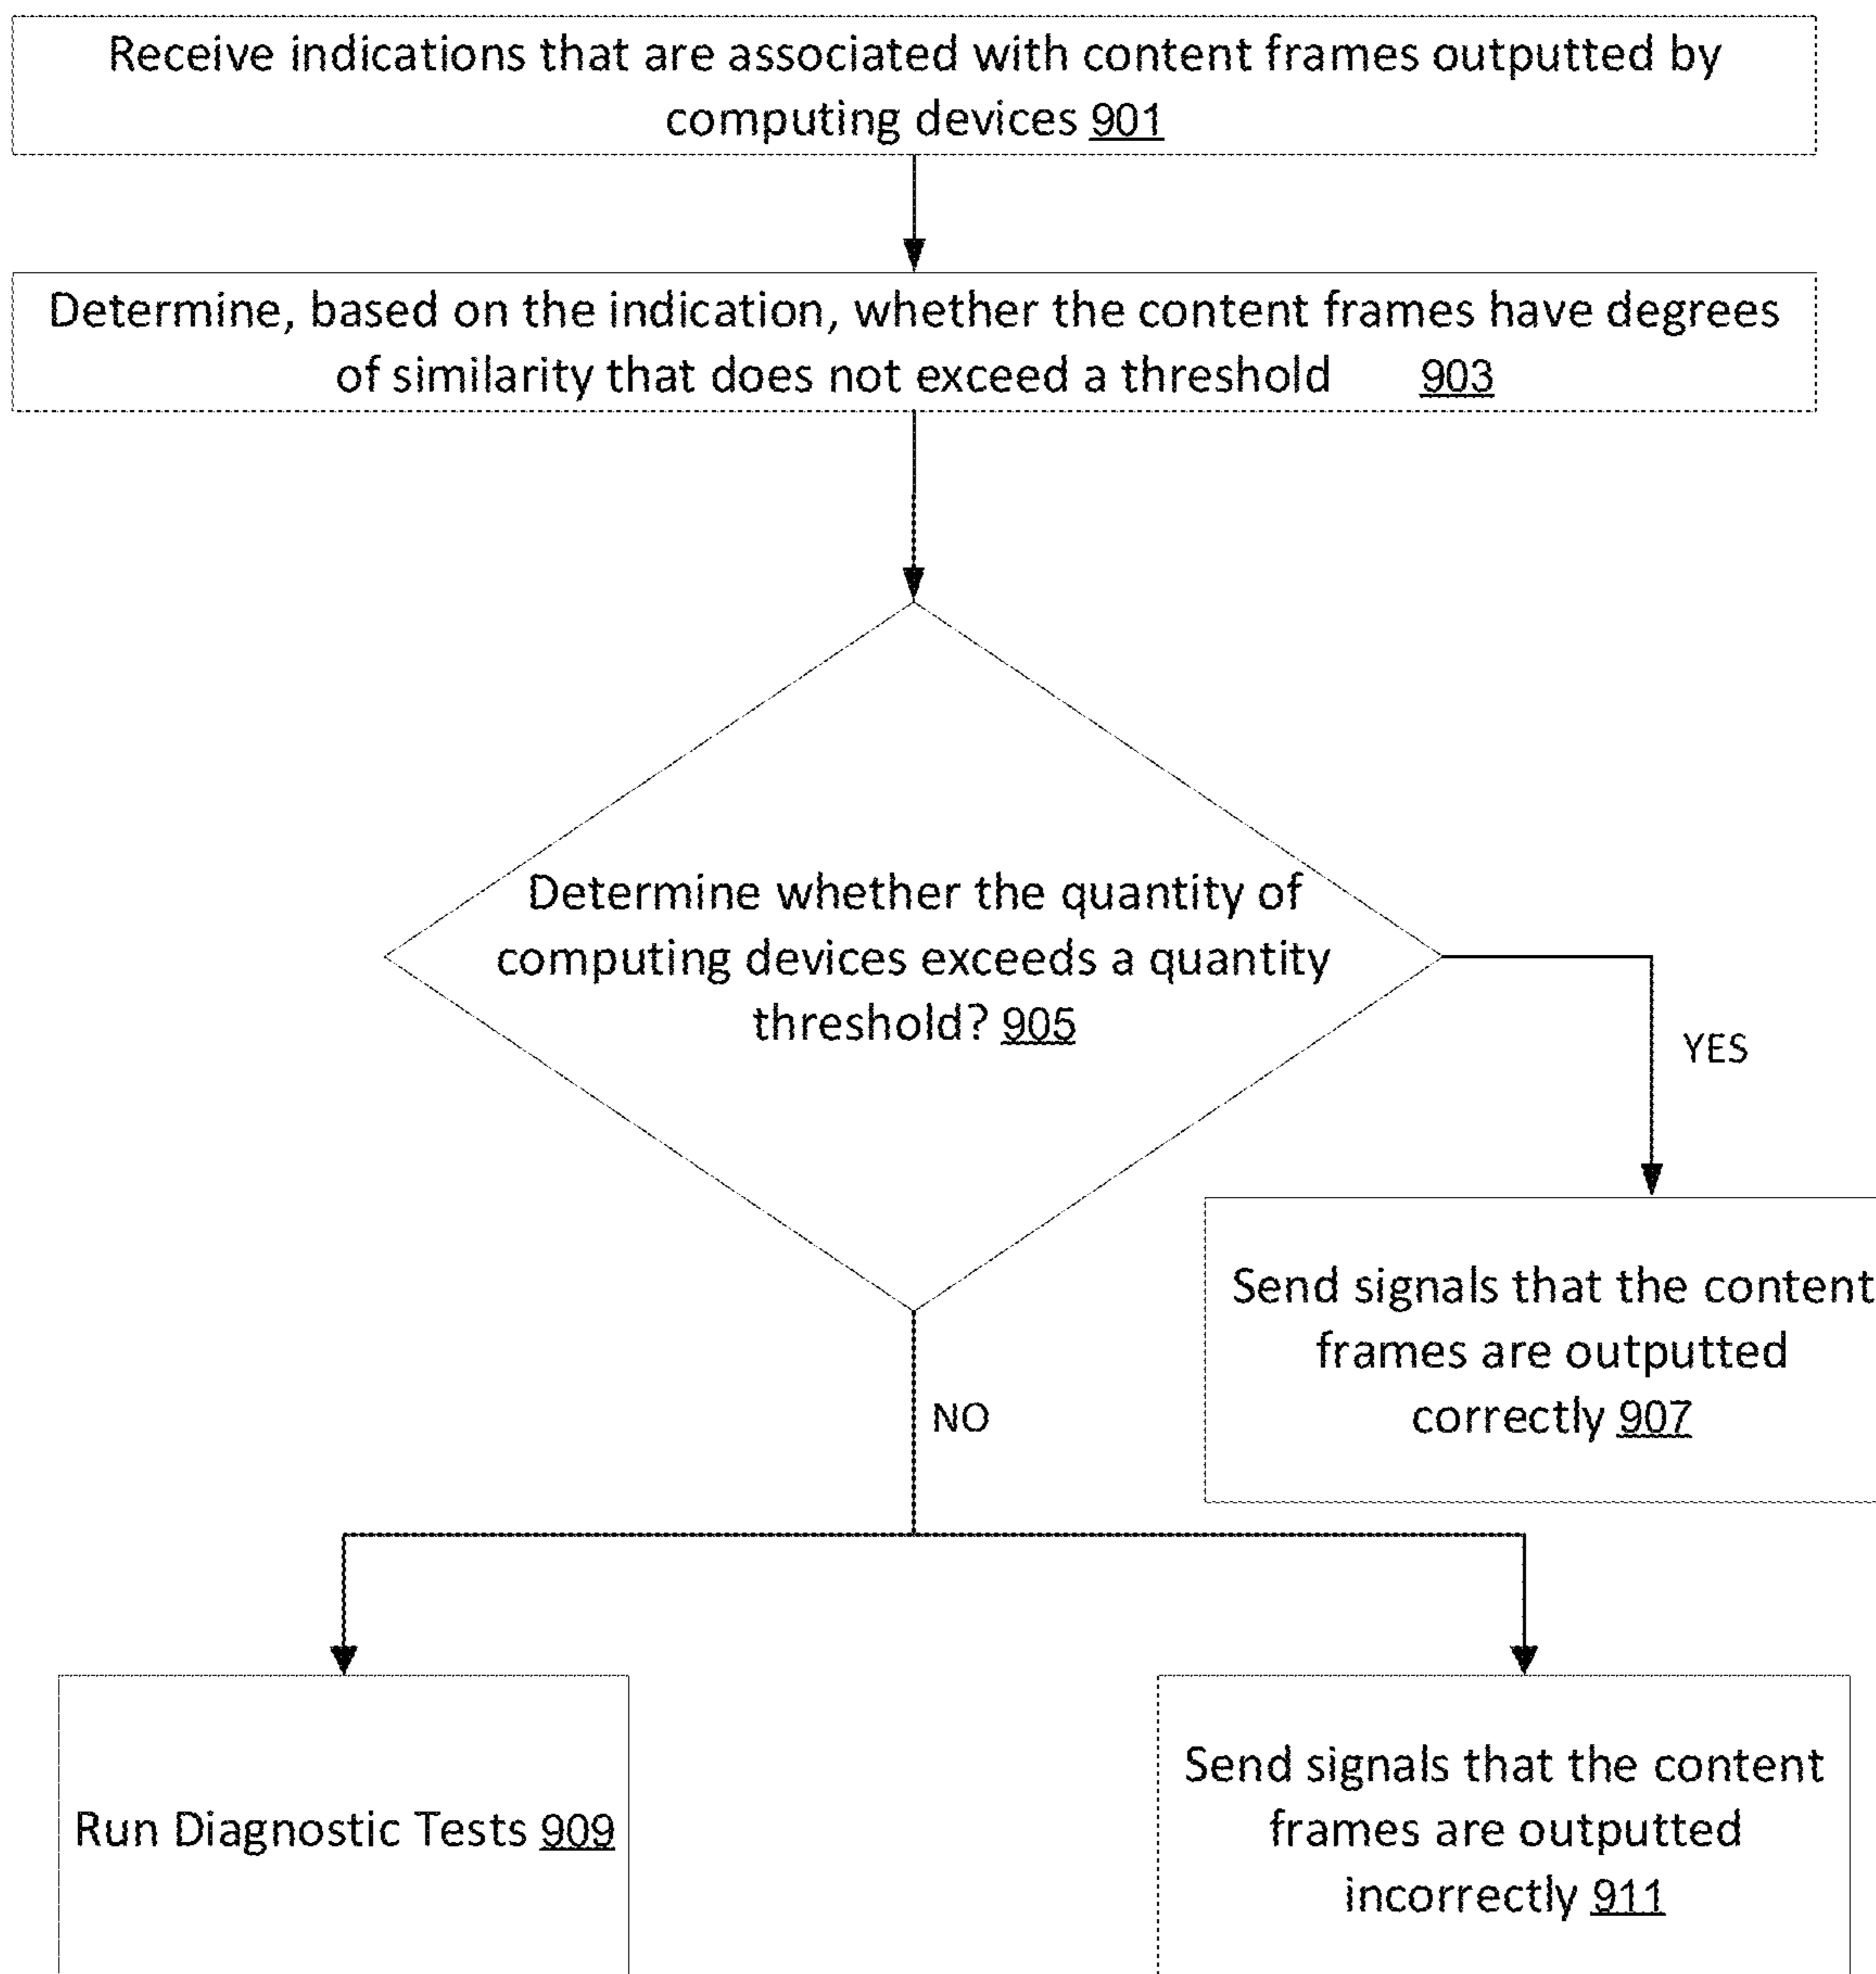 Receive indications that are associated with content frames outputted by
computing devices 901
Determine, based on the indication, whether the content frames have degrees
of similarity that does not exceed a threshold 903
Determine whether the quantity of
computing devices exceeds a quantity
threshold? 905
YES
Send signals that the content
frames are outputted
correctly 907
NO
Run Diagnostic Tests 909
Send signals that the content
frames are outputted
incorrectly 911